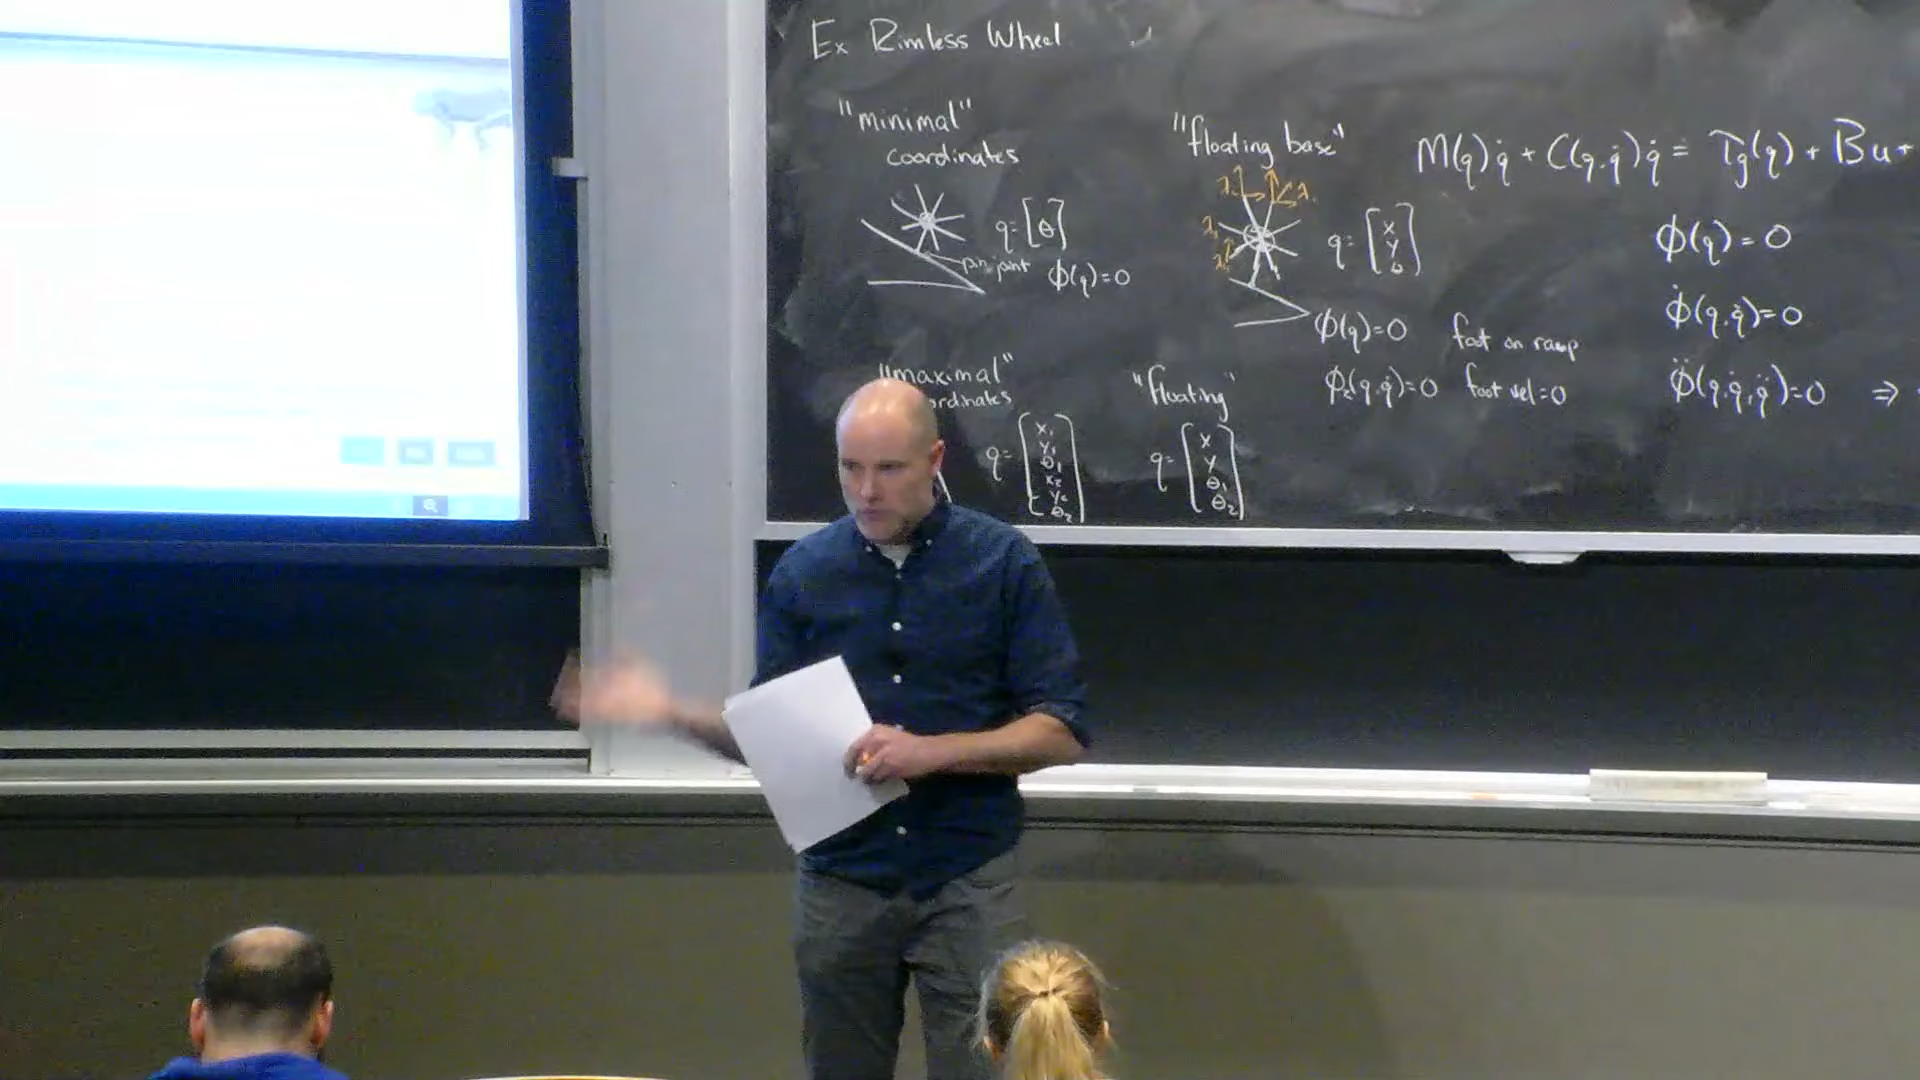 Ex Rimless Wheel
"minimal"
coordinates
q=[θ]
pin joint φ(q)=0
"floating base"
λ λ
λ
λ
q=[x y θ]
φ(q)=0 foot on ramp
φ₂(q,q̇)=0 foot vel=0
M(q)q̈ + C(q,q̇)q̇ = τg(q) + Bu+
φ(q)=0
φ̇(q,q̇)=0
φ̈(q,q̇,q̈)=0 ⇒
"maximal"
ordinates
q=[x₁ y₁ θ₁ x₂ y₂ θ₂]
"floating"
q=[x y θ₁ θ₂]